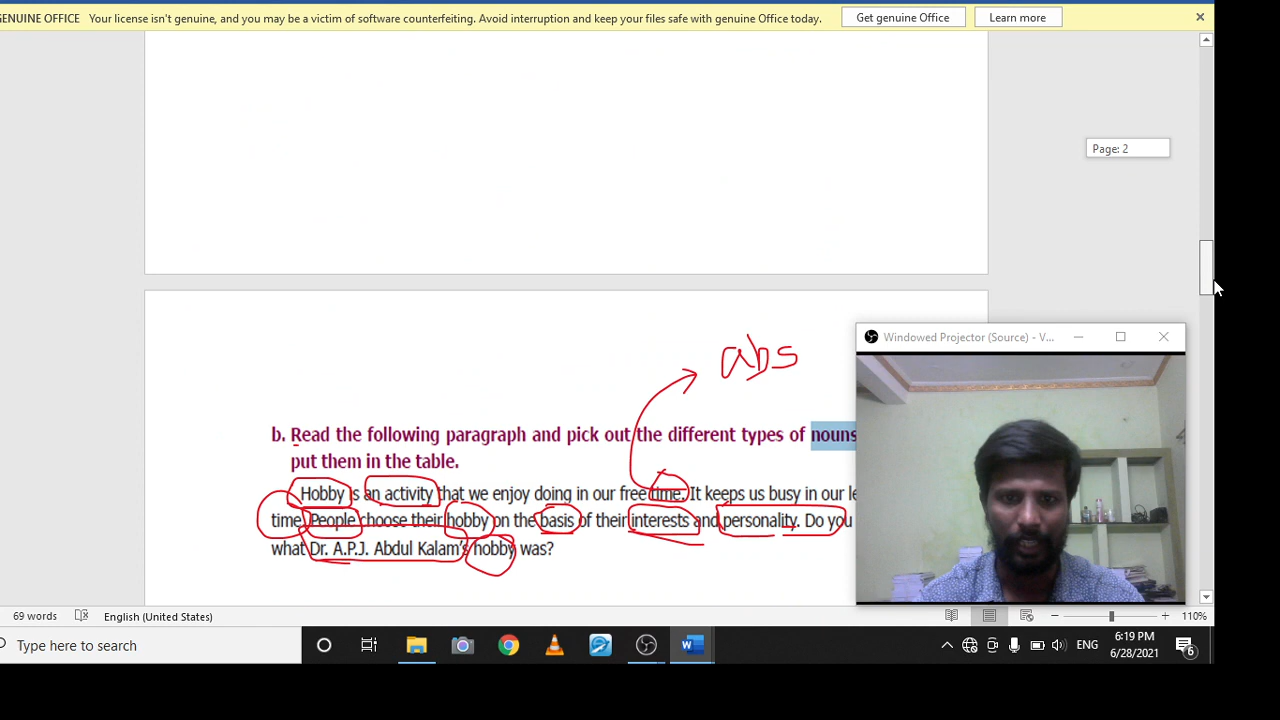 GENUINE OFFICE Your license isn't genuine, and you may be a victim of software counterfeiting. Avoid interruption and keep your files safe with genuine Office today. Get genuine Office Learn more
Page: 2
Windowed Projector (Source) - V...
abs
b. Read the following paragraph and pick out the different types of nouns
put them in the table.
Hobby is an activity that we enjoy doing in our free time. It keeps us busy in our le
time. People choose their hobby on the basis of their interests and personality. Do you
what Dr. A.P.J. Abdul Kalam's hobby was?
69 words English (United States) 110%
Type here to search
ENG
6:19 PM
6/28/2021
6